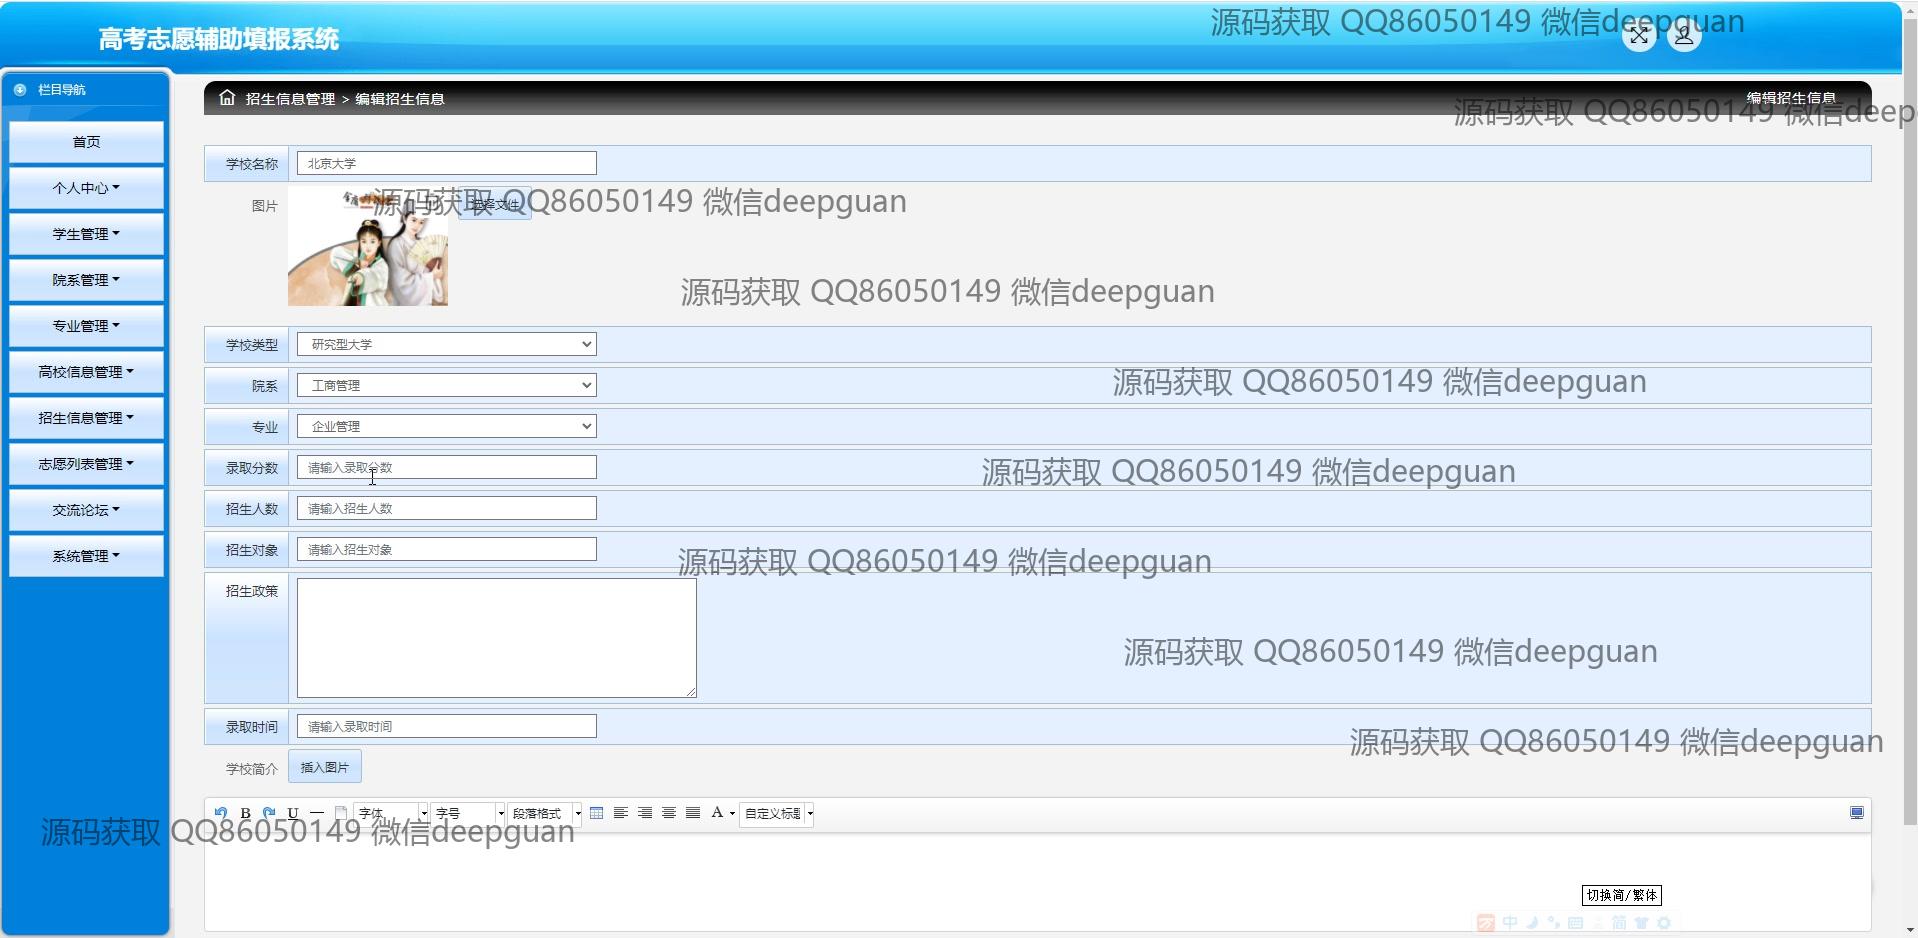 源码获取 QQ86050149 微信deepguan
高考志愿辅助填报系统
栏目导航
招生信息管理 > 编辑招生信息
编辑招生信息
源码获取 QQ86050149 微信deep
首页
学校名称
北京大学
个人中心
图片
选择文件
源码获取 QQ86050149 微信deepguan
学生管理
院系管理
源码获取 QQ86050149 微信deepguan
专业管理
学校类型
研究型大学
高校信息管理
院系
工商管理
源码获取 QQ86050149 微信deepguan
招生信息管理
专业
企业管理
志愿列表管理
录取分数
请输入录取分数
源码获取 QQ86050149 微信deepguan
交流论坛
招生人数
请输入招生人数
系统管理
招生对象
请输入招生对象
源码获取 QQ86050149 微信deepguan
招生政策
源码获取 QQ86050149 微信deepguan
录取时间
请输入录取时间
源码获取 QQ86050149 微信deepguan
学校简介
插入图片
B U 字体 字号 段落格式 A 自定义标题
源码获取 QQ86050149 微信deepguan
切换简/繁体
中 简